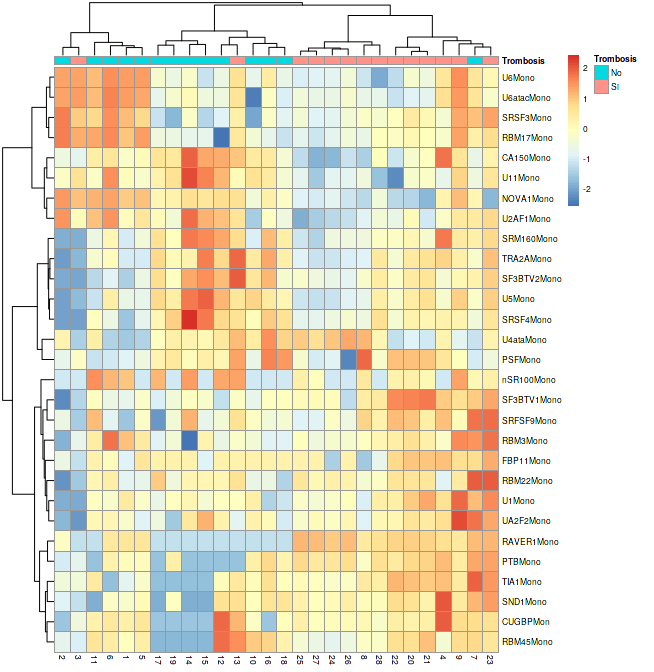 Trombosis
U6Mono
U6atacMono
SRSF3Mono
RBM17Mono
CA150Mono
U11Mono
NOVA1Mono
U2AF1Mono
SRM160Mono
TRA2AMono
SF3BTV2Mono
U5Mono
SRSF4Mono
U4ataMono
PSFMono
nSR100Mono
SF3BTV1Mono
SRFSF9Mono
RBM3Mono
FBP11Mono
RBM22Mono
U1Mono
UA2F2Mono
RAVER1Mono
PTBMono
TIA1Mono
SND1Mono
CUGBPMon
RBM45Mono
2 3 11 6 1 5 17 19 14 15 12 13 10 16 18 25 27 24 26 8 28 22 20 21 4 9 7 23
2
1
0
-1
-2
Trombosis
No
SI